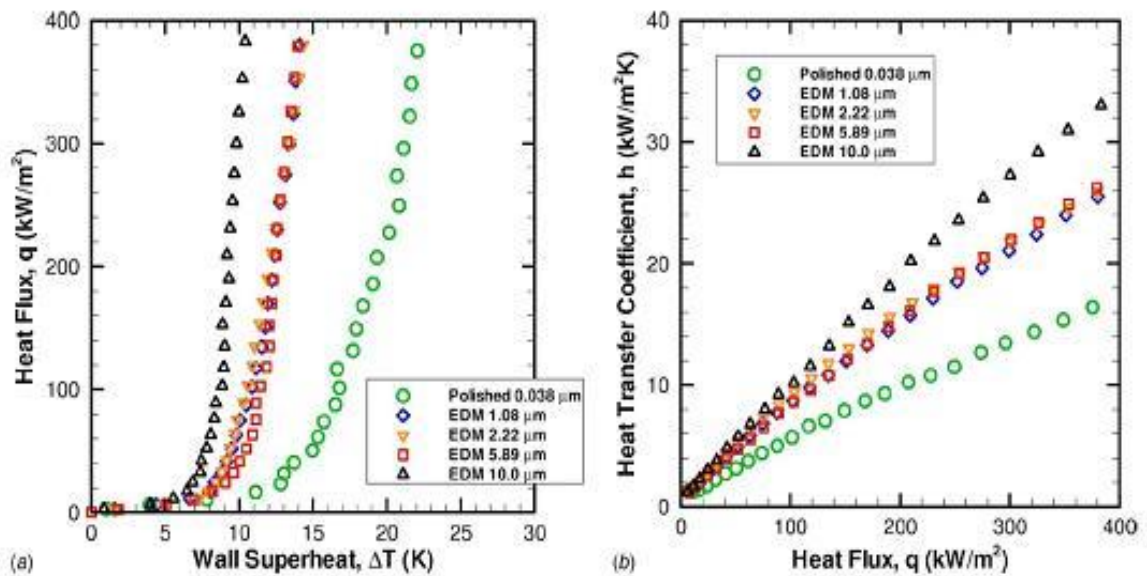 400
300
200
100
0
Heat Flux, q (kW/m²)
Polished 0.038 μm
EDM 1.08 μm
EDM 2.22 μm
EDM 5.89 μm
EDM 10.0 μm
0 5 10 15 20 25 30
(a) Wall Superheat, ΔT (K)
40
30
20
10
0
Heat Transfer Coefficient, h (kW/m²K)
Polished 0.038 μm
EDM 1.08 μm
EDM 2.22 μm
EDM 5.89 μm
EDM 10.0 μm
0 100 200 300 400
(b) Heat Flux, q (kW/m²)